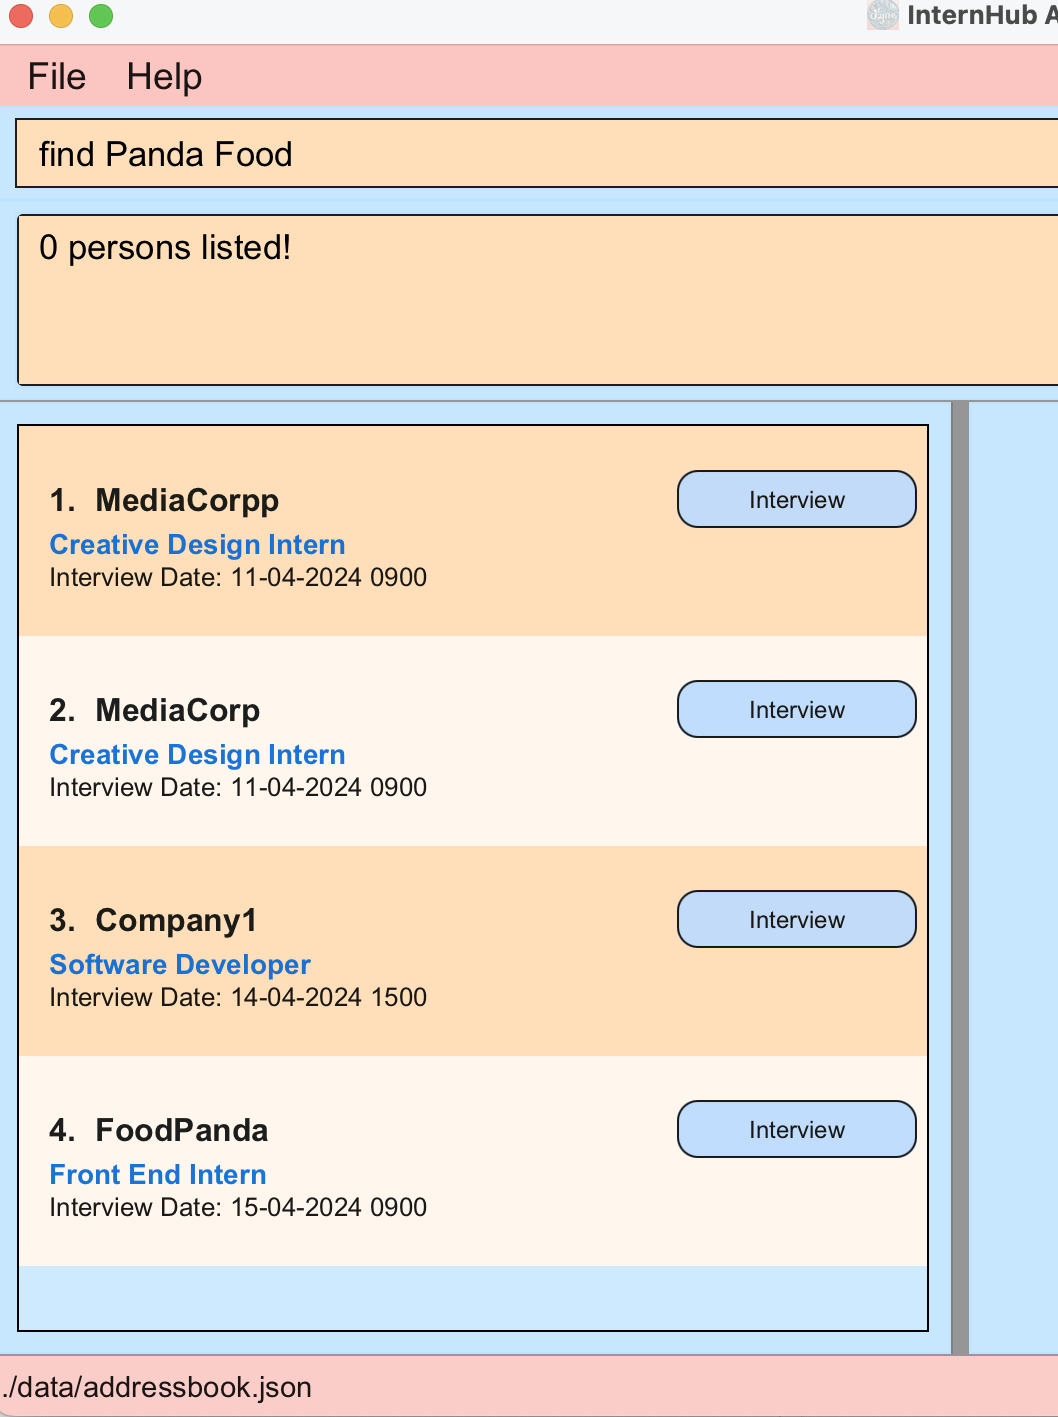 InternHub A
File Help
find Panda Food
0 persons listed!
1. MediaCorpp
Interview
Creative Design Intern
Interview Date: 11-04-2024 0900
2. MediaCorp
Interview
Creative Design Intern
Interview Date: 11-04-2024 0900
3. Company1
Interview
Software Developer
Interview Date: 14-04-2024 1500
4. FoodPanda
Interview
Front End Intern
Interview Date: 15-04-2024 0900
./data/addressbook.json